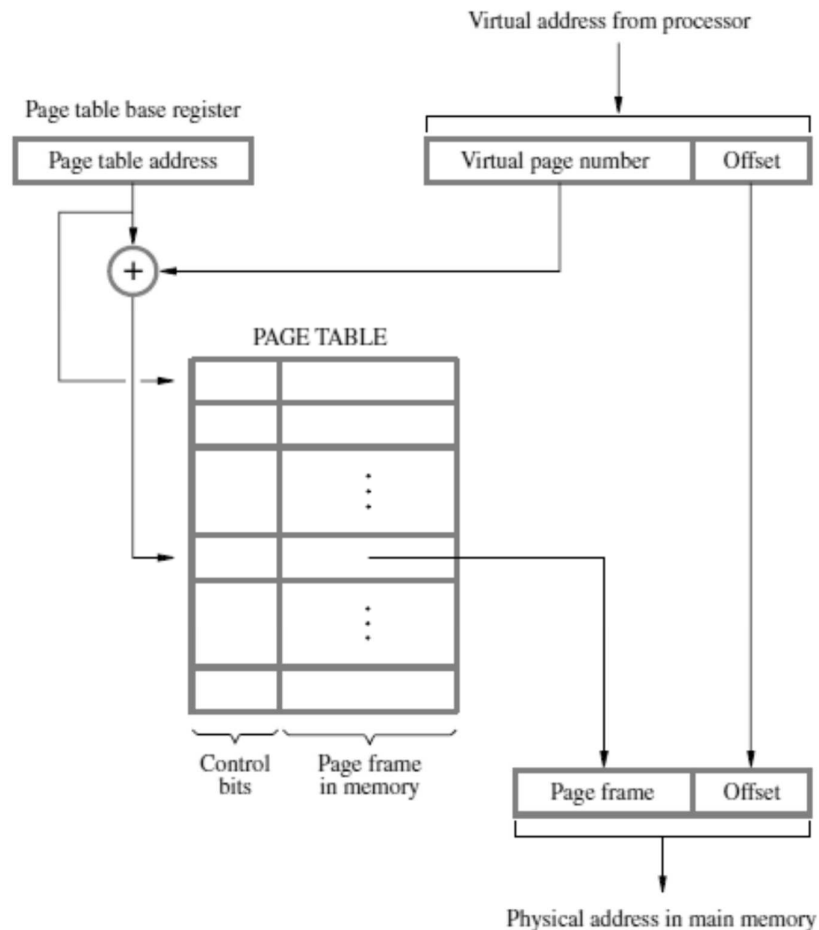 Virtual address from processor
Page table base register
Page table address
Virtual page number
Offset
+
PAGE TABLE
Control
bits
Page frame
in memory
Page frame
Offset
Physical address in main memory